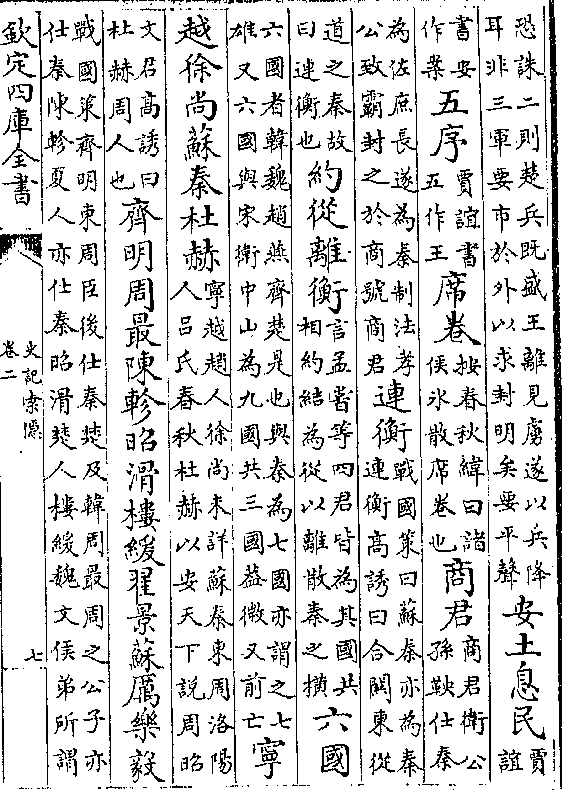 恐誅二則楚兵既盛王離見虜遂以兵降耳非三軍要市於外以求封明矣要平聲安土息民賈誼
書安作案五序賈誼書五作王席卷按春秋緯曰諸侯氷散席卷也商君商君衛公孫鞅仕秦
為佐庶長遂為秦制法孝公致霸封之於商號商君連衡戰國策曰蘇秦亦為秦連衡高誘曰合關東從
道之秦故曰連衡也約從離衡言孟嘗等四君皆為其國共相約結為從以離散秦之横六國
六國者韓魏趙燕齊楚是也與秦為七國亦謂之七雄又六國與宋衛中山為九國共三國葢微又前亡寧
越徐尚蘇秦杜赫寧越趙人徐尚未詳蘇秦東周洛陽人吕氏春秋杜赫以安天下說周昭
文君高誘曰杜赫周人也齊明周最陳軫昭滑樓緩翟景蘇厲樂毅
戰國策齊明東周臣後仕秦楚及韓周最周之公子亦仕秦陳軫夏人亦仕秦昭滑楚人樓緩魏文侯弟所謂
欽定四庫全書
史記索隱
卷二
七